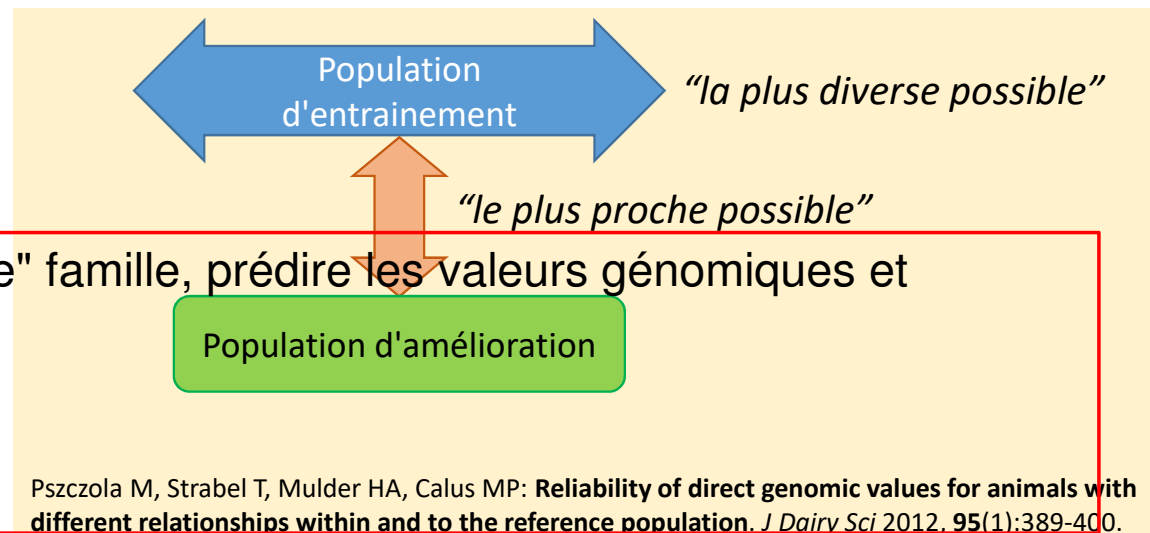 Population
d'entrainement
“la plus diverse possible”
“le plus proche possible”
e" famille, prédire les valeurs génomiques et
Population d'amélioration
Pszczola M, Strabel T, Mulder HA, Calus MP: Reliability of direct genomic values for animals with
different relationships within and to the reference population. J Dairy Sci 2012, 95(1):389-400.